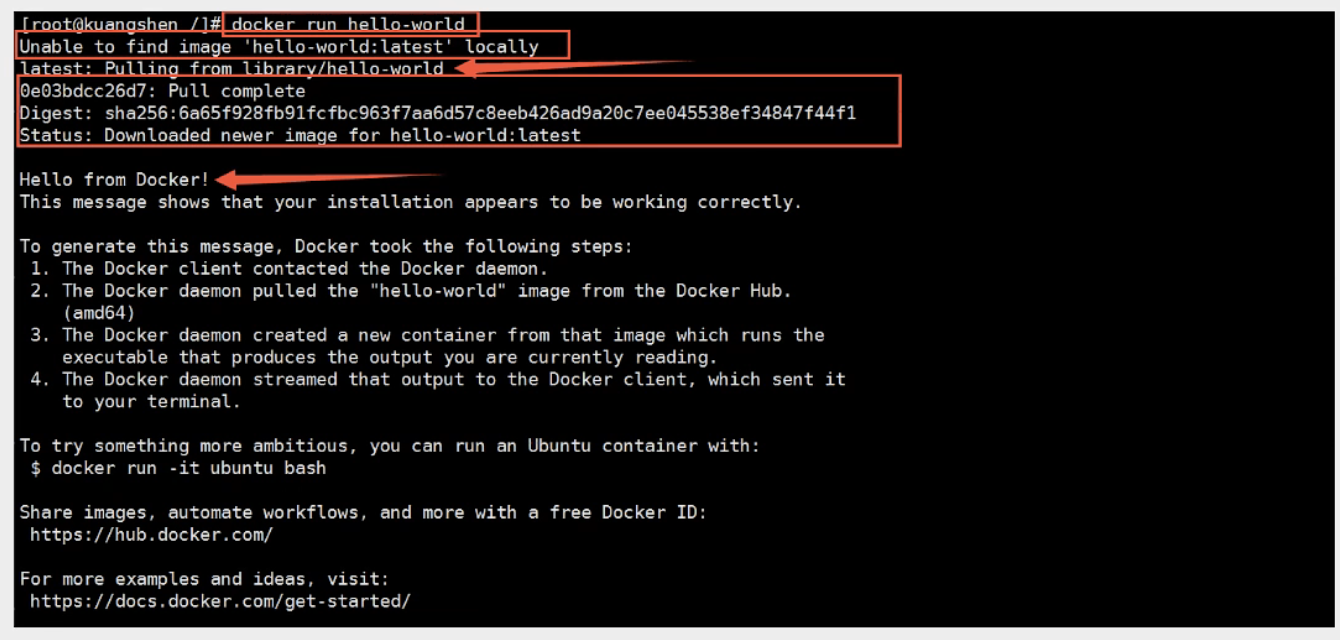 [root@kuangshen /]# docker run hello-world
Unable to find image 'hello-world:latest' locally
latest: Pulling from library/hello-world
0e03bdcc26d7: Pull complete
Digest: sha256:6a65f928fb91fcfbc963f7aa6d57c8eeb426ad9a20c7ee045538ef34847f44f1
Status: Downloaded newer image for hello-world:latest
Hello from Docker!
This message shows that your installation appears to be working correctly.
To generate this message, Docker took the following steps:
1. The Docker client contacted the Docker daemon.
2. The Docker daemon pulled the "hello-world" image from the Docker Hub.
(amd64)
3. The Docker daemon created a new container from that image which runs the
executable that produces the output you are currently reading.
4. The Docker daemon streamed that output to the Docker client, which sent it
to your terminal.
To try something more ambitious, you can run an Ubuntu container with:
$ docker run -it ubuntu bash
Share images, automate workflows, and more with a free Docker ID:
https://hub.docker.com/
For more examples and ideas, visit:
https://docs.docker.com/get-started/